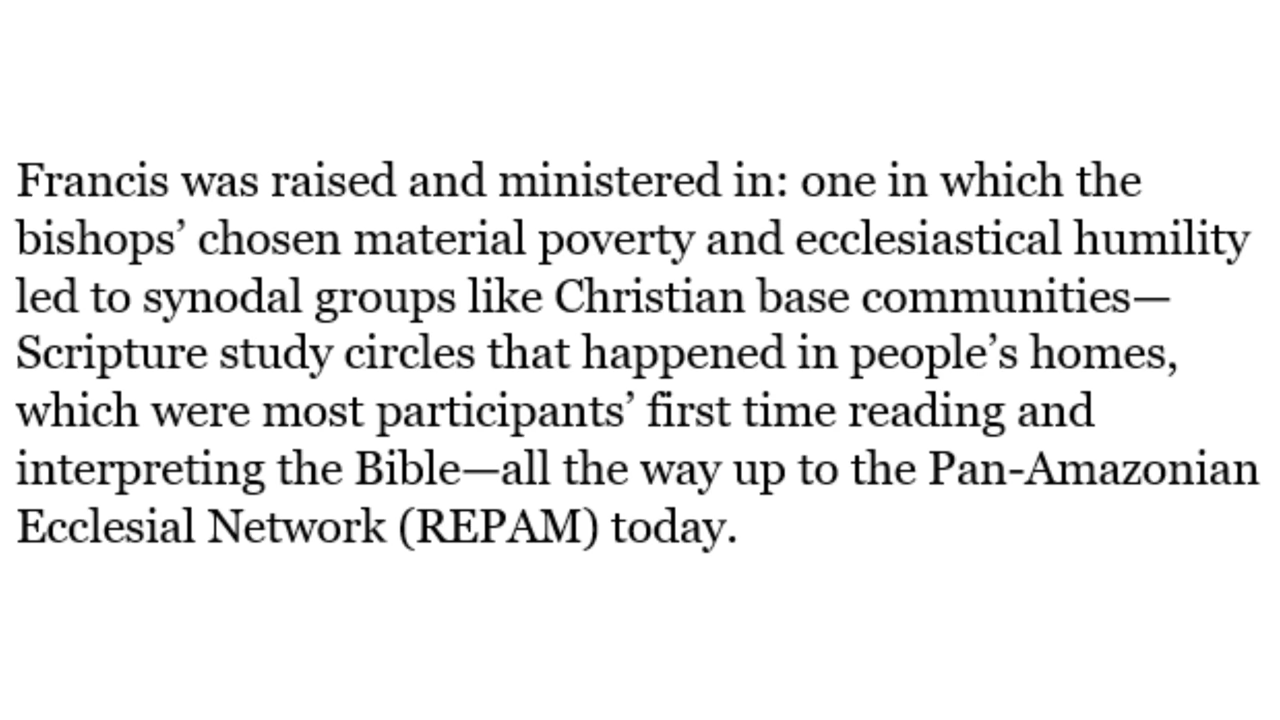 Francis was raised and ministered in: one in which the
bishops’ chosen material poverty and ecclesiastical humility
led to synodal groups like Christian base communities—
Scripture study circles that happened in people’s homes,
which were most participants’ first time reading and
interpreting the Bible—all the way up to the Pan-Amazonian
Ecclesial Network (REPAM) today.